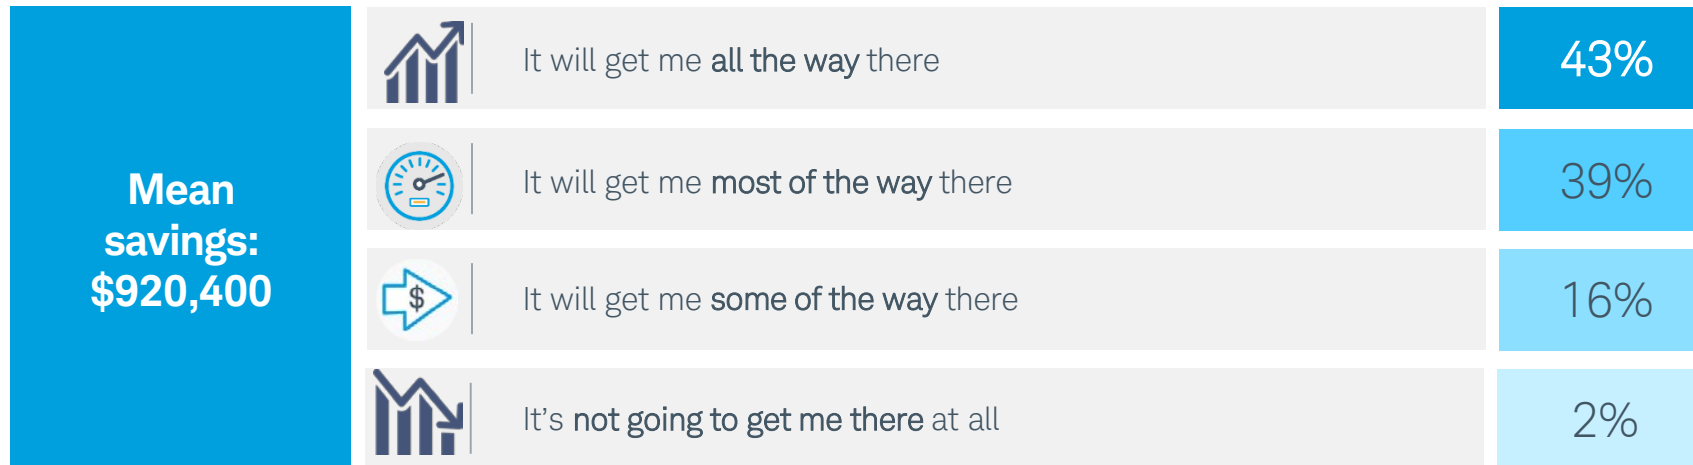 Mean
savings:
$920,400
It will get me all the way there
43%
It will get me most of the way there
39%
$
It will get me some of the way there
16%
It’s not going to get me there at all
2%